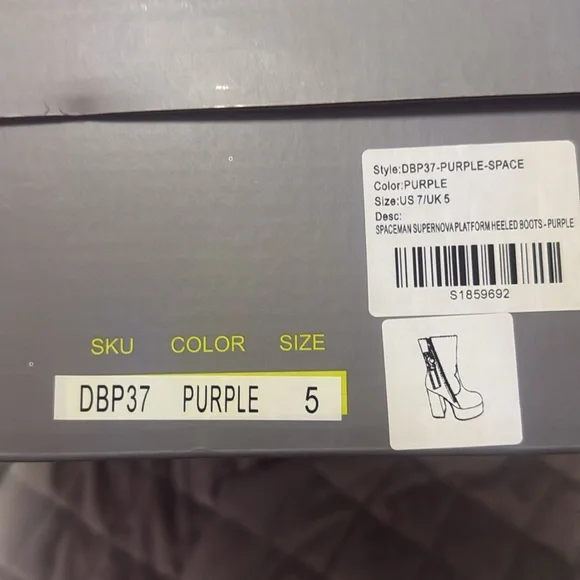 Style:DBP37-PURPLE-SPACE
Color:PURPLE
Size:US 7/UK 5
Desc:
SPACEMAN SUPERNOVA PLATFORM HEELED BOOTS - PURPLE
S1859692
SKU COLOR SIZE
DBP37 PURPLE 5